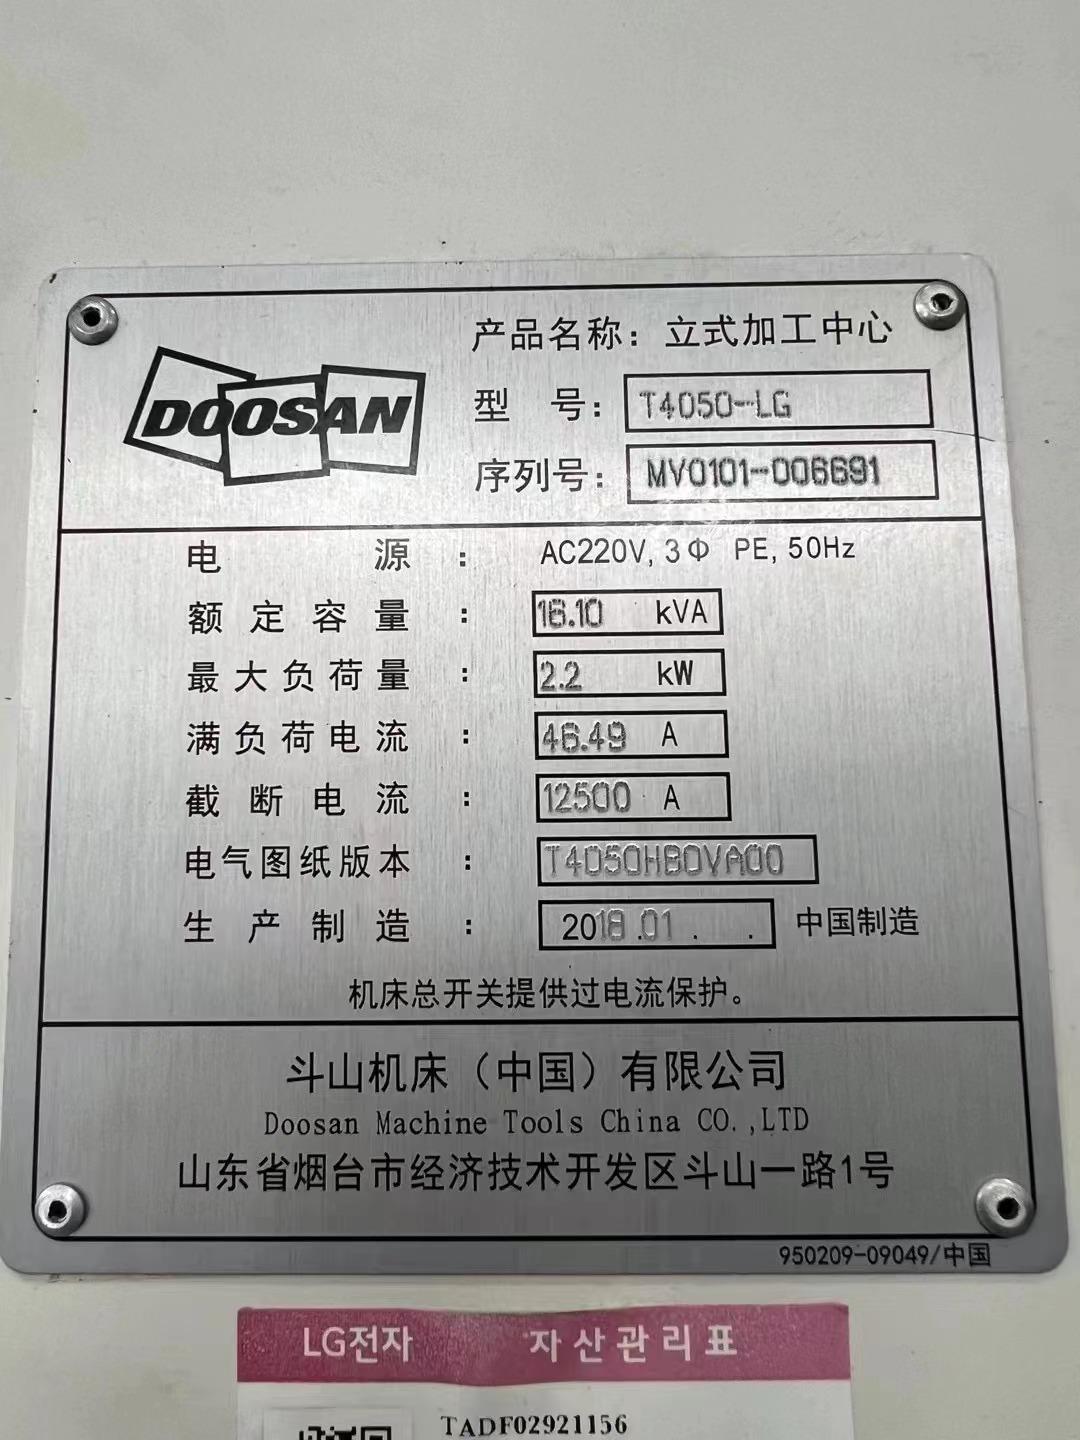 DOOSAN
产品名称：立式加工中心
型 号： T4050-LG
序列号： MV0101-006691
电 源 ： AC220V, 3Φ PE, 50Hz
额定容量 ： 16.10 kVA
最大负荷量 ： 2.2 kW
满负荷电流 ： 46.49 A
截断电流 ： 12500 A
电气图纸版本 ： T4050HB0VA00
生产制造 ： 2018.01 . . 中国制造
机床总开关提供过电流保护。
斗山机床（中国）有限公司
Doosan Machine Tools China CO.,LTD
山东省烟台市经济技术开发区斗山一路1号
950209-09049/中国
LG전자 자산관리표
TADF02921156